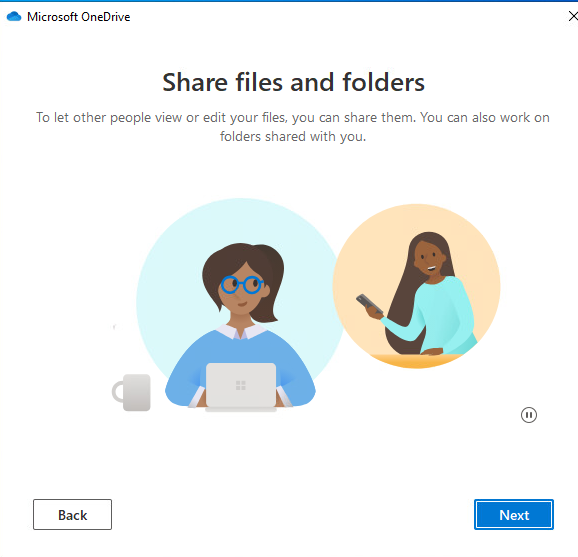 Microsoft OneDrive
Share files and folders
To let other people view or edit your files, you can share them. You can also work on
folders shared with you.
Back
Next